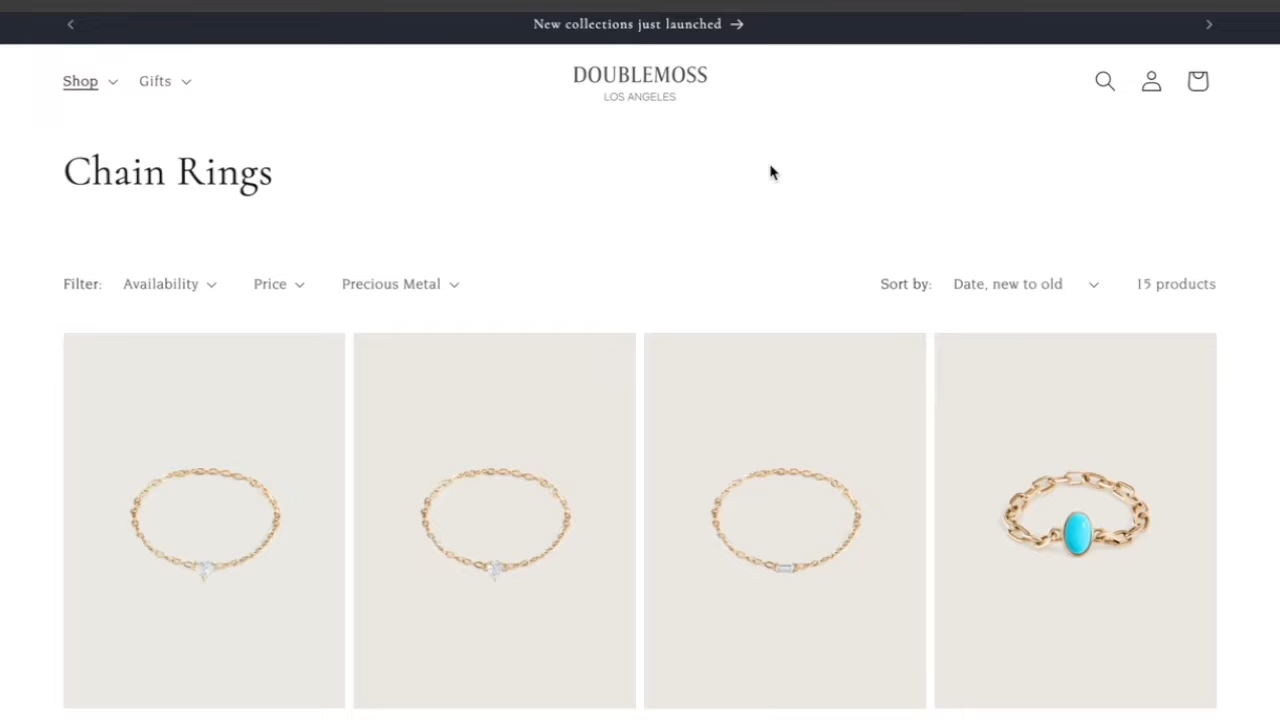 New collections just launched →
Shop Gifts
DOUBLEMOSS
LOS ANGELES
Chain Rings
Filter: Availability Price Precious Metal Sort by: Date, new to old 15 products